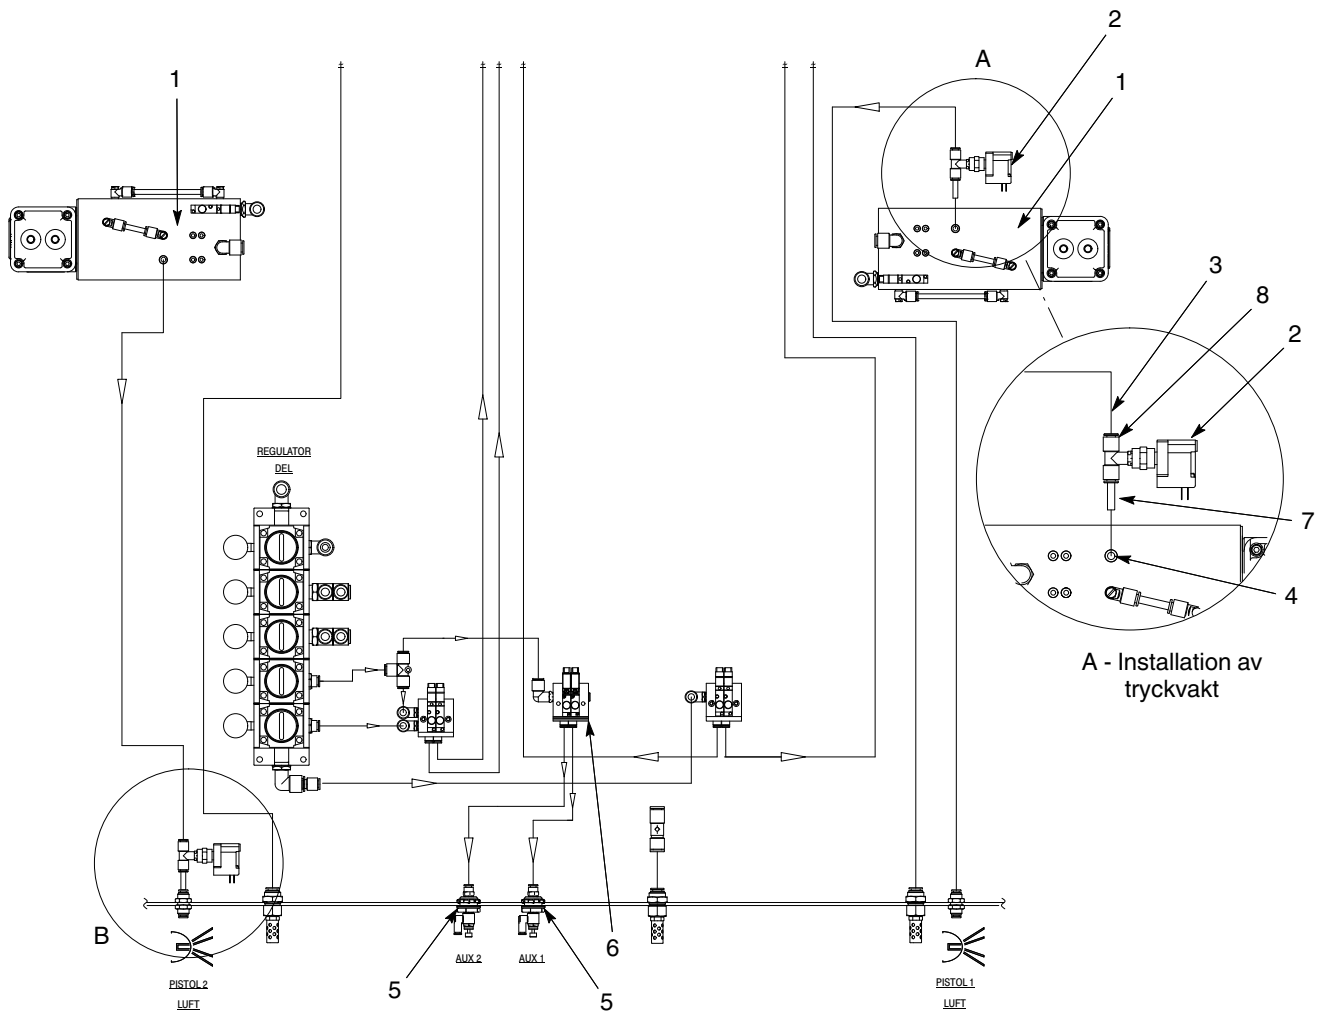 2
A
1
1
3
8
2
REGULATOR
DEL
7
4
A - Installation av
tryckvakt
B
6
5
AUX 2
AUX 1
5
PISTOL 2
LUFT
PISTOL 1
LUFT